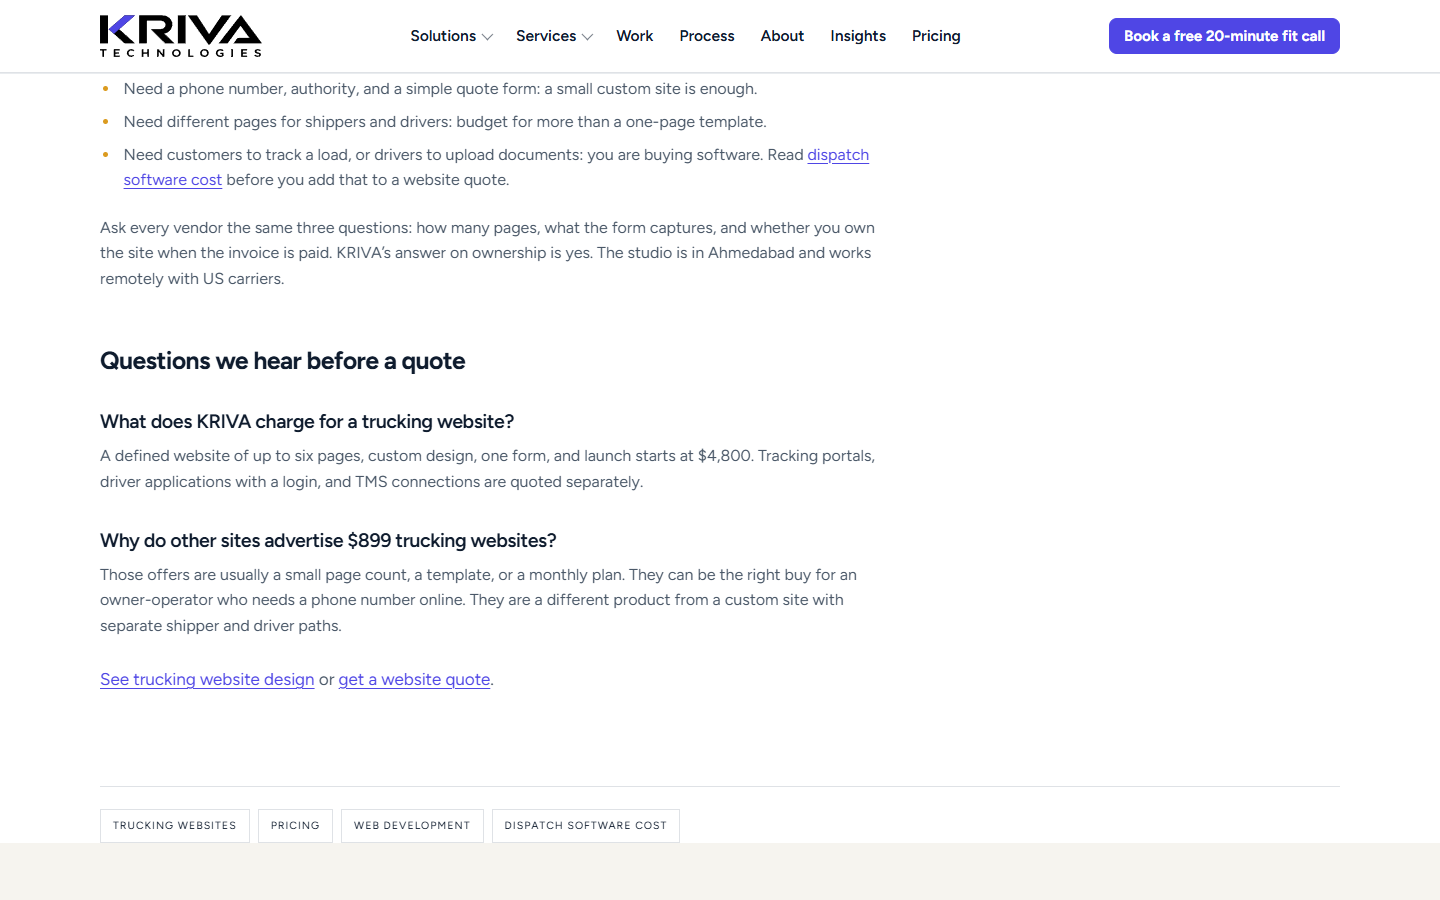 KRIVA
TECHNOLOGIES
Solutions
Services
Work
Process
About
Insights
Pricing
Book a free 20-minute fit call
Need a phone number, authority, and a simple quote form: a small custom site is enough.
Need different pages for shippers and drivers: budget for more than a one-page template.
Need customers to track a load, or drivers to upload documents: you are buying software. Read dispatch
software cost before you add that to a website quote.
Ask every vendor the same three questions: how many pages, what the form captures, and whether you own
the site when the invoice is paid. KRIVA’s answer on ownership is yes. The studio is in Ahmedabad and works
remotely with US carriers.
Questions we hear before a quote
What does KRIVA charge for a trucking website?
A defined website of up to six pages, custom design, one form, and launch starts at $4,800. Tracking portals,
driver applications with a login, and TMS connections are quoted separately.
Why do other sites advertise $899 trucking websites?
Those offers are usually a small page count, a template, or a monthly plan. They can be the right buy for an
owner-operator who needs a phone number online. They are a different product from a custom site with
separate shipper and driver paths.
See trucking website design or get a website quote.
TRUCKING WEBSITES
PRICING
WEB DEVELOPMENT
DISPATCH SOFTWARE COST